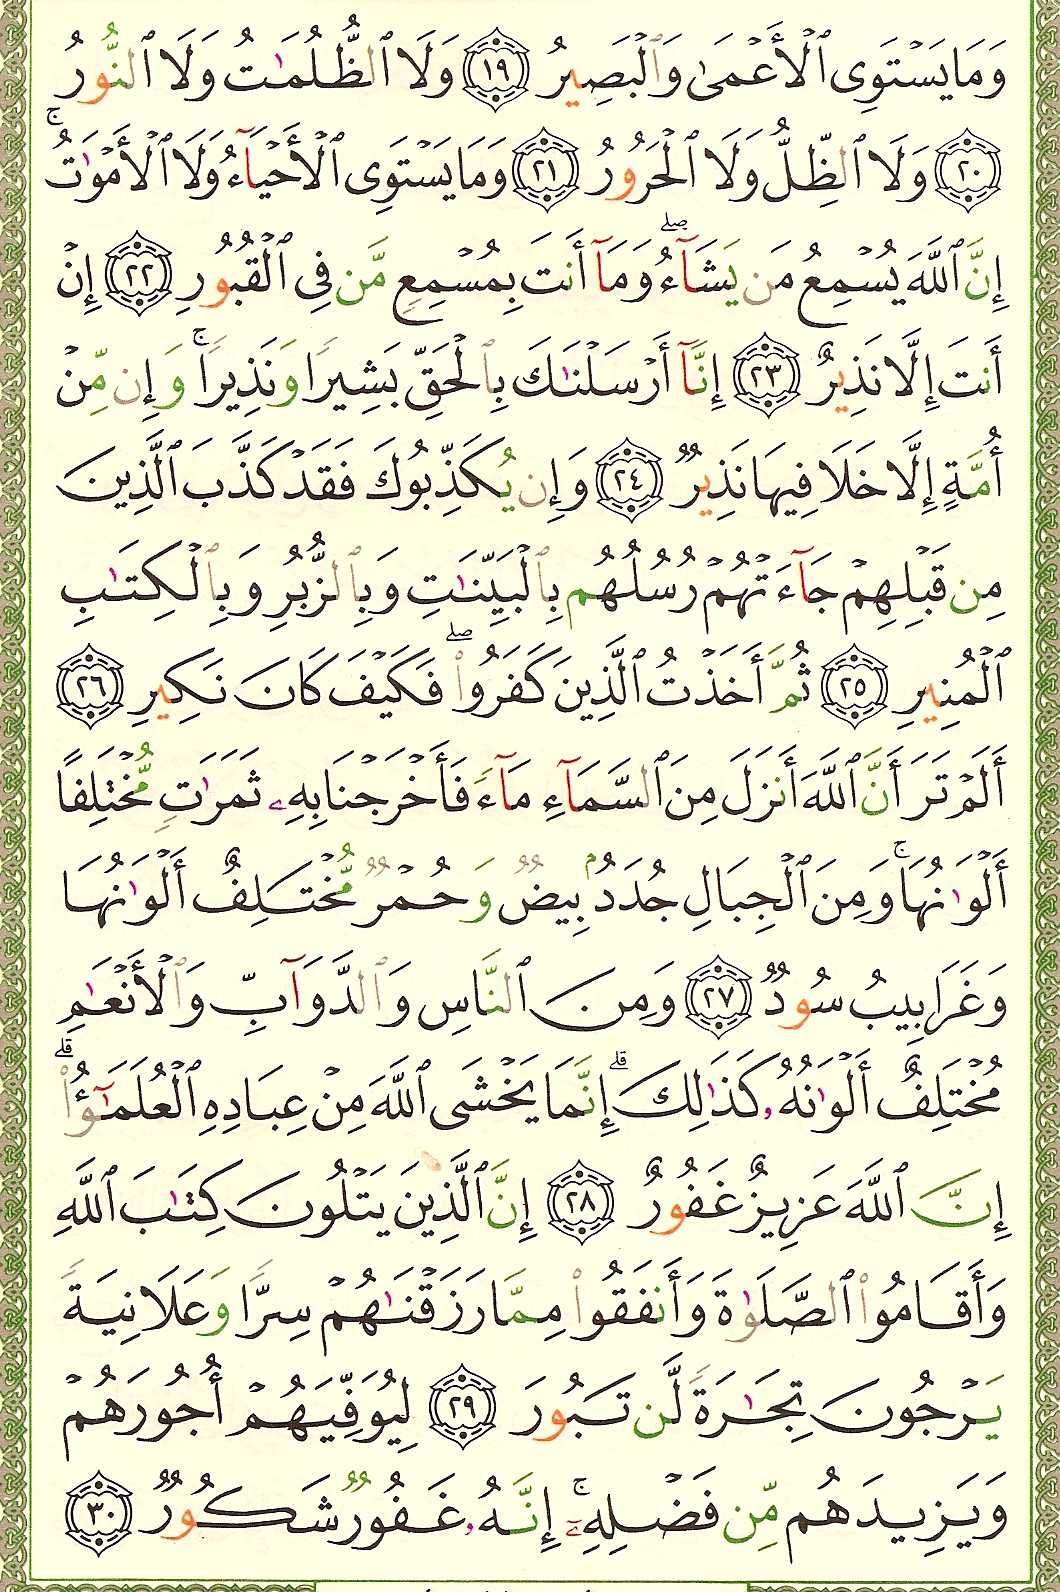 وَمَا يَسْتَوِى ٱلْأَعْمَىٰ وَٱلْبَصِيرُ ١٩ وَلَا ٱلظُّلُمَـٰتُ وَلَا ٱلنُّورُ
٢٠ وَلَا ٱلظِّلُّ وَلَا ٱلْحَرُورُ ٢١ وَمَا يَسْتَوِى ٱلْأَحْيَآءُ وَلَا ٱلْأَمْوَٰتُ ۚ
إِنَّ ٱللَّهَ يُسْمِعُ مَن يَشَآءُ ۖ وَمَآ أَنتَ بِمُسْمِعٍ مَّن فِى ٱلْقُبُورِ ٢٢ إِنْ
أَنتَ إِلَّا نَذِيرٌ ٢٣ إِنَّآ أَرْسَلْنَـٰكَ بِٱلْحَقِّ بَشِيرًا وَنَذِيرًا ۚ وَإِن مِّنْ
أُمَّةٍ إِلَّا خَلَا فِيهَا نَذِيرٌ ٢٤ وَإِن يُكَذِّبُوكَ فَقَدْ كَذَّبَ ٱلَّذِينَ
مِن قَبْلِهِمْ جَآءَتْهُمْ رُسُلُهُم بِٱلْبَيِّنَـٰتِ وَبِٱلزُّبُرِ وَبِٱلْكِتَـٰبِ
ٱلْمُنِيرِ ٢٥ ثُمَّ أَخَذْتُ ٱلَّذِينَ كَفَرُوا۟ ۖ فَكَيْفَ كَانَ نَكِيرِ ٢٦
أَلَمْ تَرَ أَنَّ ٱللَّهَ أَنزَلَ مِنَ ٱلسَّمَآءِ مَآءً فَأَخْرَجْنَا بِهِۦ ثَمَرَٰتٍ مُّخْتَلِفًا
أَلْوَٰنُهَا ۚ وَمِنَ ٱلْجِبَالِ جُدَدٌۢ بِيضٌ وَحُمْرٌ مُّخْتَلِفٌ أَلْوَٰنُهَا
وَغَرَابِيبُ سُودٌ ٢٧ وَمِنَ ٱلنَّاسِ وَٱلدَّوَآبِّ وَٱلْأَنْعَـٰمِ
مُخْتَلِفٌ أَلْوَٰنُهُۥ كَذَٰلِكَ ۗ إِنَّمَا يَخْشَى ٱللَّهَ مِنْ عِبَادِهِ ٱلْعُلَمَـٰٓؤُا۟ ۗ
إِنَّ ٱللَّهَ عَزِيزٌ غَفُورٌ ٢٨ إِنَّ ٱلَّذِينَ يَتْلُونَ كِتَـٰبَ ٱللَّهِ
وَأَقَامُوا۟ ٱلصَّلَوٰةَ وَأَنفَقُوا۟ مِمَّا رَزَقْنَـٰهُمْ سِرًّا وَعَلَانِيَةً
يَرْجُونَ تِجَـٰرَةً لَّن تَبُورَ ٢٩ لِيُوَفِّيَهُمْ أُجُورَهُمْ
وَيَزِيدَهُم مِّن فَضْلِهِۦٓ ۚ إِنَّهُۥ غَفُورٌ شَكُورٌ ٣٠